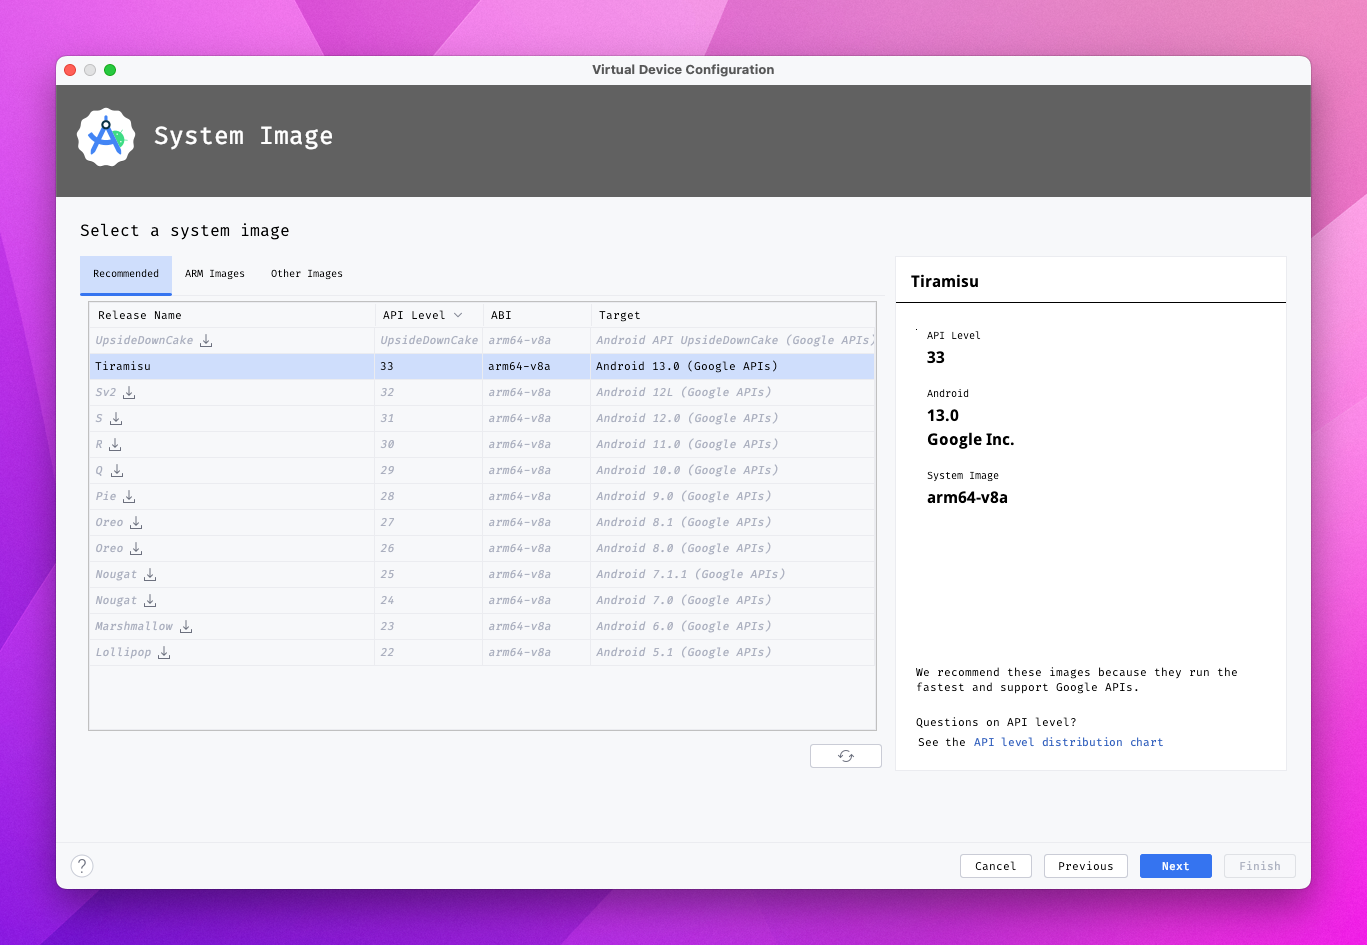 Virtual Device Configuration
System Image
Select a system image
Recommended ARM Images Other Images
Release Name API Level ABI Target
UpsideDownCake UpsideDownCake arm64-v8a Android API UpsideDownCake (Google APIs)
Tiramisu 33 arm64-v8a Android 13.0 (Google APIs)
Sv2 32 arm64-v8a Android 12L (Google APIs)
S 31 arm64-v8a Android 12.0 (Google APIs)
R 30 arm64-v8a Android 11.0 (Google APIs)
Q 29 arm64-v8a Android 10.0 (Google APIs)
Pie 28 arm64-v8a Android 9.0 (Google APIs)
Oreo 27 arm64-v8a Android 8.1 (Google APIs)
Oreo 26 arm64-v8a Android 8.0 (Google APIs)
Nougat 25 arm64-v8a Android 7.1.1 (Google APIs)
Nougat 24 arm64-v8a Android 7.0 (Google APIs)
Marshmallow 23 arm64-v8a Android 6.0 (Google APIs)
Lollipop 22 arm64-v8a Android 5.1 (Google APIs)
Tiramisu
API Level
33
Android
13.0
Google Inc.
System Image
arm64-v8a
We recommend these images because they run the
fastest and support Google APIs.
Questions on API level?
See the API level distribution chart
? Cancel Previous Next Finish